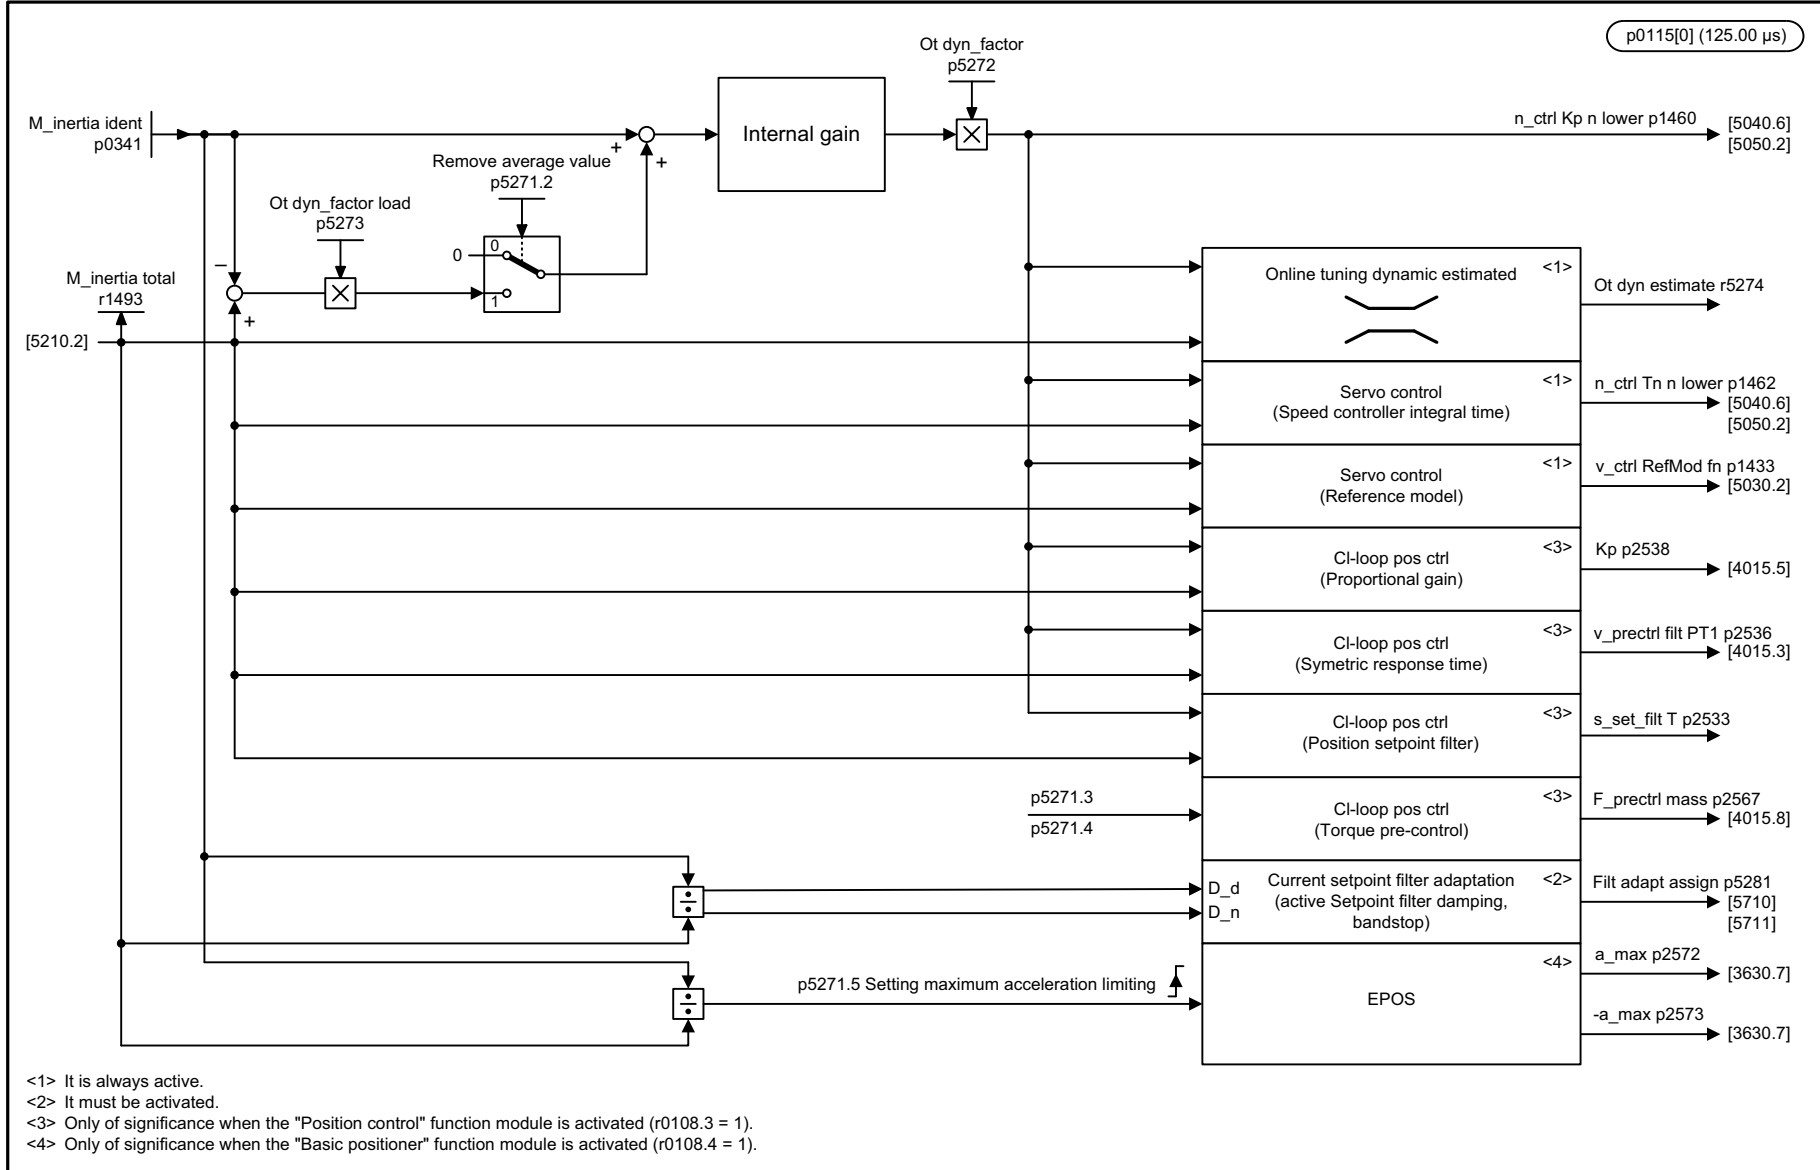 p0115[0] (125.00 µs)
Ot dyn_factor
p5272
M_inertia ident
p0341
+
+
Internal gain
n_ctrl Kp n lower p1460
[5040.6]
[5050.2]
Remove average value
p5271.2
Ot dyn_factor load
p5273
0
0
1
M_inertia total
r1493
–
+
[5210.2]
Online tuning dynamic estimated
<1>
Ot dyn estimate r5274
Servo control
(Speed controller integral time)
<1>
n_ctrl Tn n lower p1462
[5040.6]
[5050.2]
Servo control
(Reference model)
<1>
v_ctrl RefMod fn p1433
[5030.2]
Cl-loop pos ctrl
(Proportional gain)
<3>
Kp p2538
[4015.5]
Cl-loop pos ctrl
(Symetric response time)
<3>
v_prectrl filt PT1 p2536
[4015.3]
Cl-loop pos ctrl
(Position setpoint filter)
<3>
s_set_filt T p2533
p5271.3
p5271.4
Cl-loop pos ctrl
(Torque pre-control)
<3>
F_prectrl mass p2567
[4015.8]
÷
D_d
D_n
Current setpoint filter adaptation
(active Setpoint filter damping,
bandstop)
<2>
Filt adapt assign p5281
[5710]
[5711]
÷
p5271.5 Setting maximum acceleration limiting
EPOS
<4>
a_max p2572
[3630.7]
-a_max p2573
[3630.7]
<1> It is always active.
<2> It must be activated.
<3> Only of significance when the "Position control" function module is activated (r0108.3 = 1).
<4> Only of significance when the "Basic positioner" function module is activated (r0108.4 = 1).